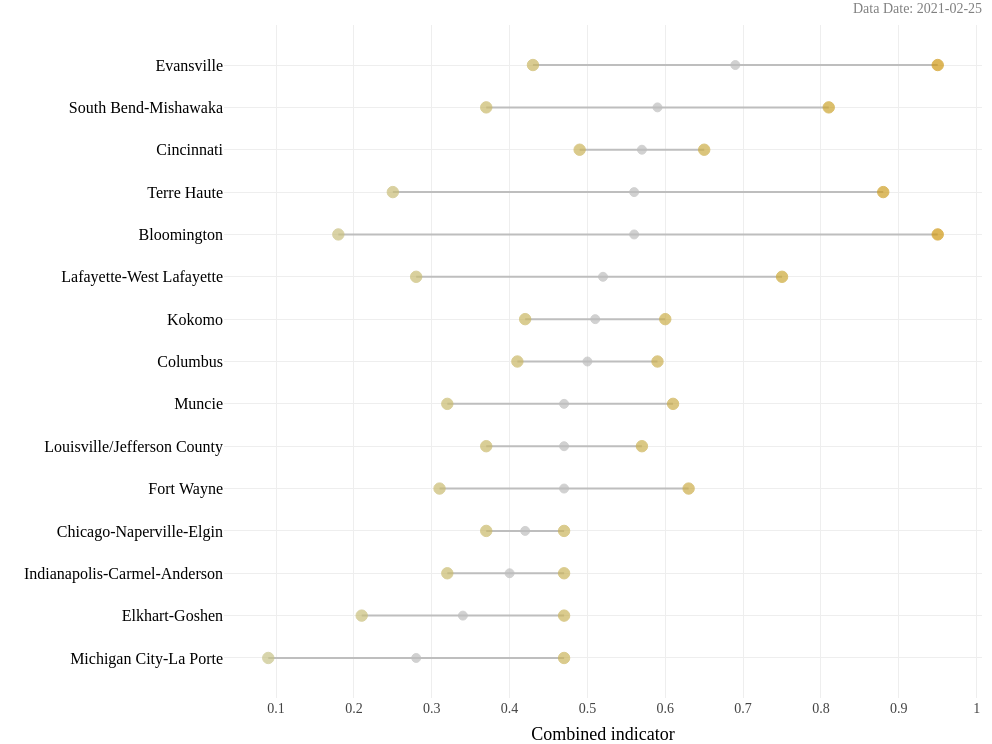 Data Date: 2021-02-25
Evansville
South Bend-Mishawaka
Cincinnati
Terre Haute
Bloomington
Lafayette-West Lafayette
Kokomo
Columbus
Muncie
Louisville/Jefferson County
Fort Wayne
Chicago-Naperville-Elgin
Indianapolis-Carmel-Anderson
Elkhart-Goshen
Michigan City-La Porte
0.1 0.2 0.3 0.4 0.5 0.6 0.7 0.8 0.9 1
Combined indicator